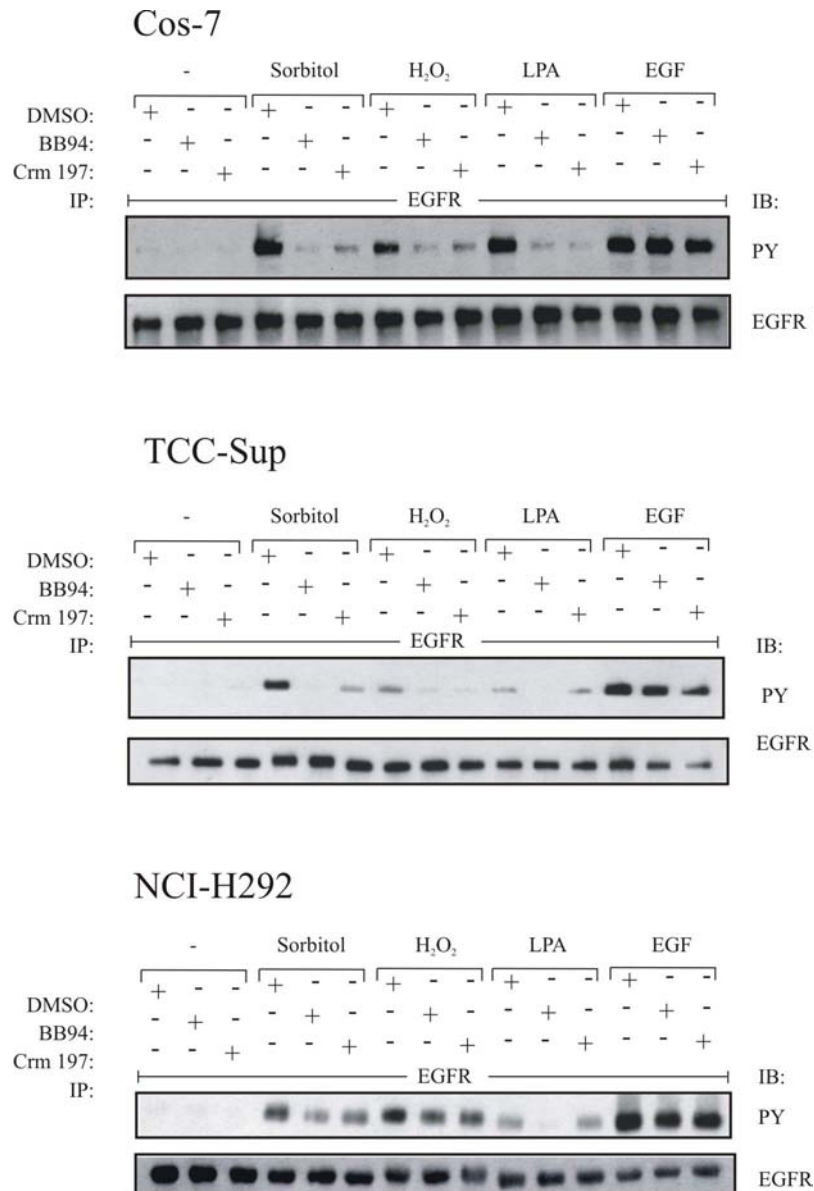 Cos-7
- Sorbitol H₂O₂ LPA EGF
DMSO: + - - + - - + - - + - - + - -
BB94: - + - - + - - + - - + - - + -
Crm 197: - - + - - + - - + - - + - - +
IP: EGFR IB:
PY
EGFR
TCC-Sup
- Sorbitol H₂O₂ LPA EGF
DMSO: + - - + - - + - - + - - + - -
BB94: - + - - + - - + - - + - - + -
Crm 197: - - + - - + - - + - - + - - +
IP: EGFR IB:
PY
EGFR
NCI-H292
- Sorbitol H₂O₂ LPA EGF
DMSO: + - - + - - + - - + - - + - -
BB94: - + - - + - - + - - + - - + -
Crm 197: - - + - - + - - + - - + - - +
IP: EGFR IB:
PY
EGFR